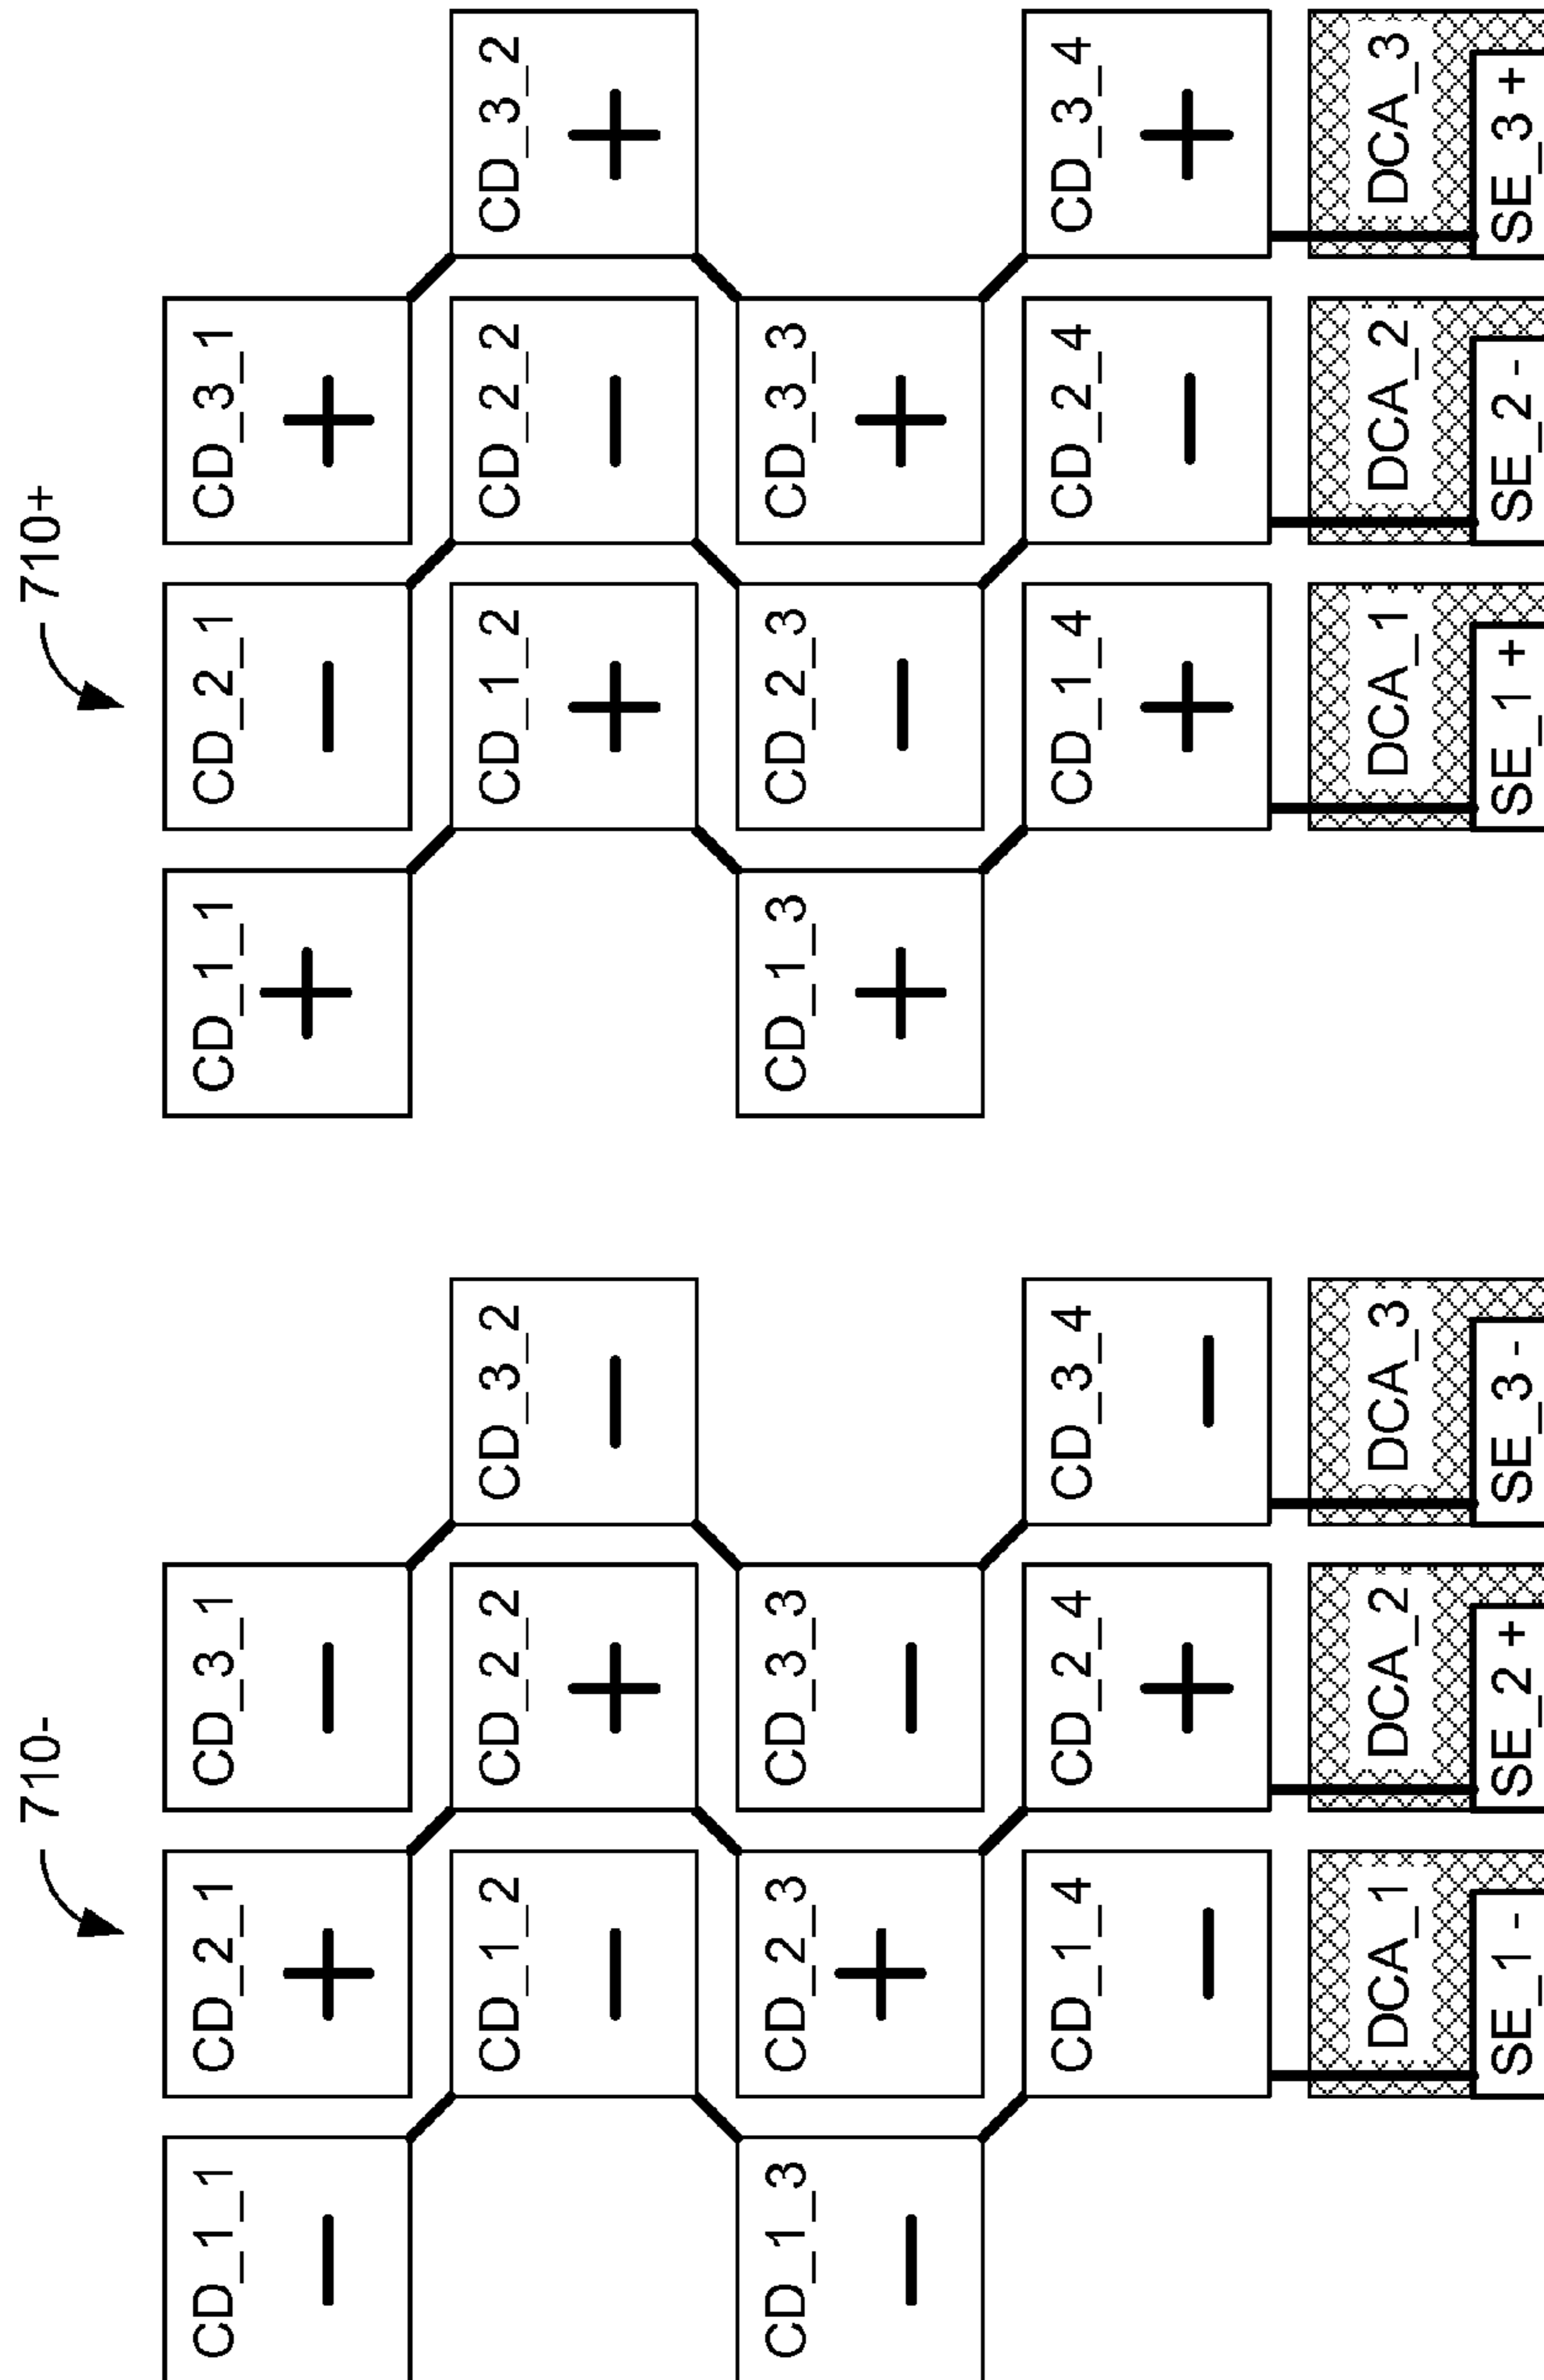 710-
CD_1_1
-
CD_2_1
+
CD_3_1
-
CD_1_2
-
CD_2_2
+
CD_3_2
-
CD_1_3
-
CD_2_3
+
CD_3_3
-
CD_1_4
-
CD_2_4
+
CD_3_4
-
DCA_1
DCA_2
DCA_3
SE_1 -
SE_2 +
SE_3 -
710+
CD_1_1
+
CD_2_1
-
CD_3_1
+
CD_1_2
+
CD_2_2
-
CD_3_2
+
CD_1_3
+
CD_2_3
-
CD_3_3
+
CD_1_4
+
CD_2_4
-
CD_3_4
+
DCA_1
DCA_2
DCA_3
SE_1 +
SE_2 -
SE_3 +